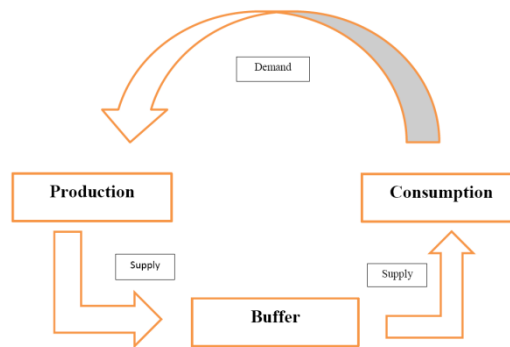 Demand
Production
Consumption
Supply
Supply
Buffer